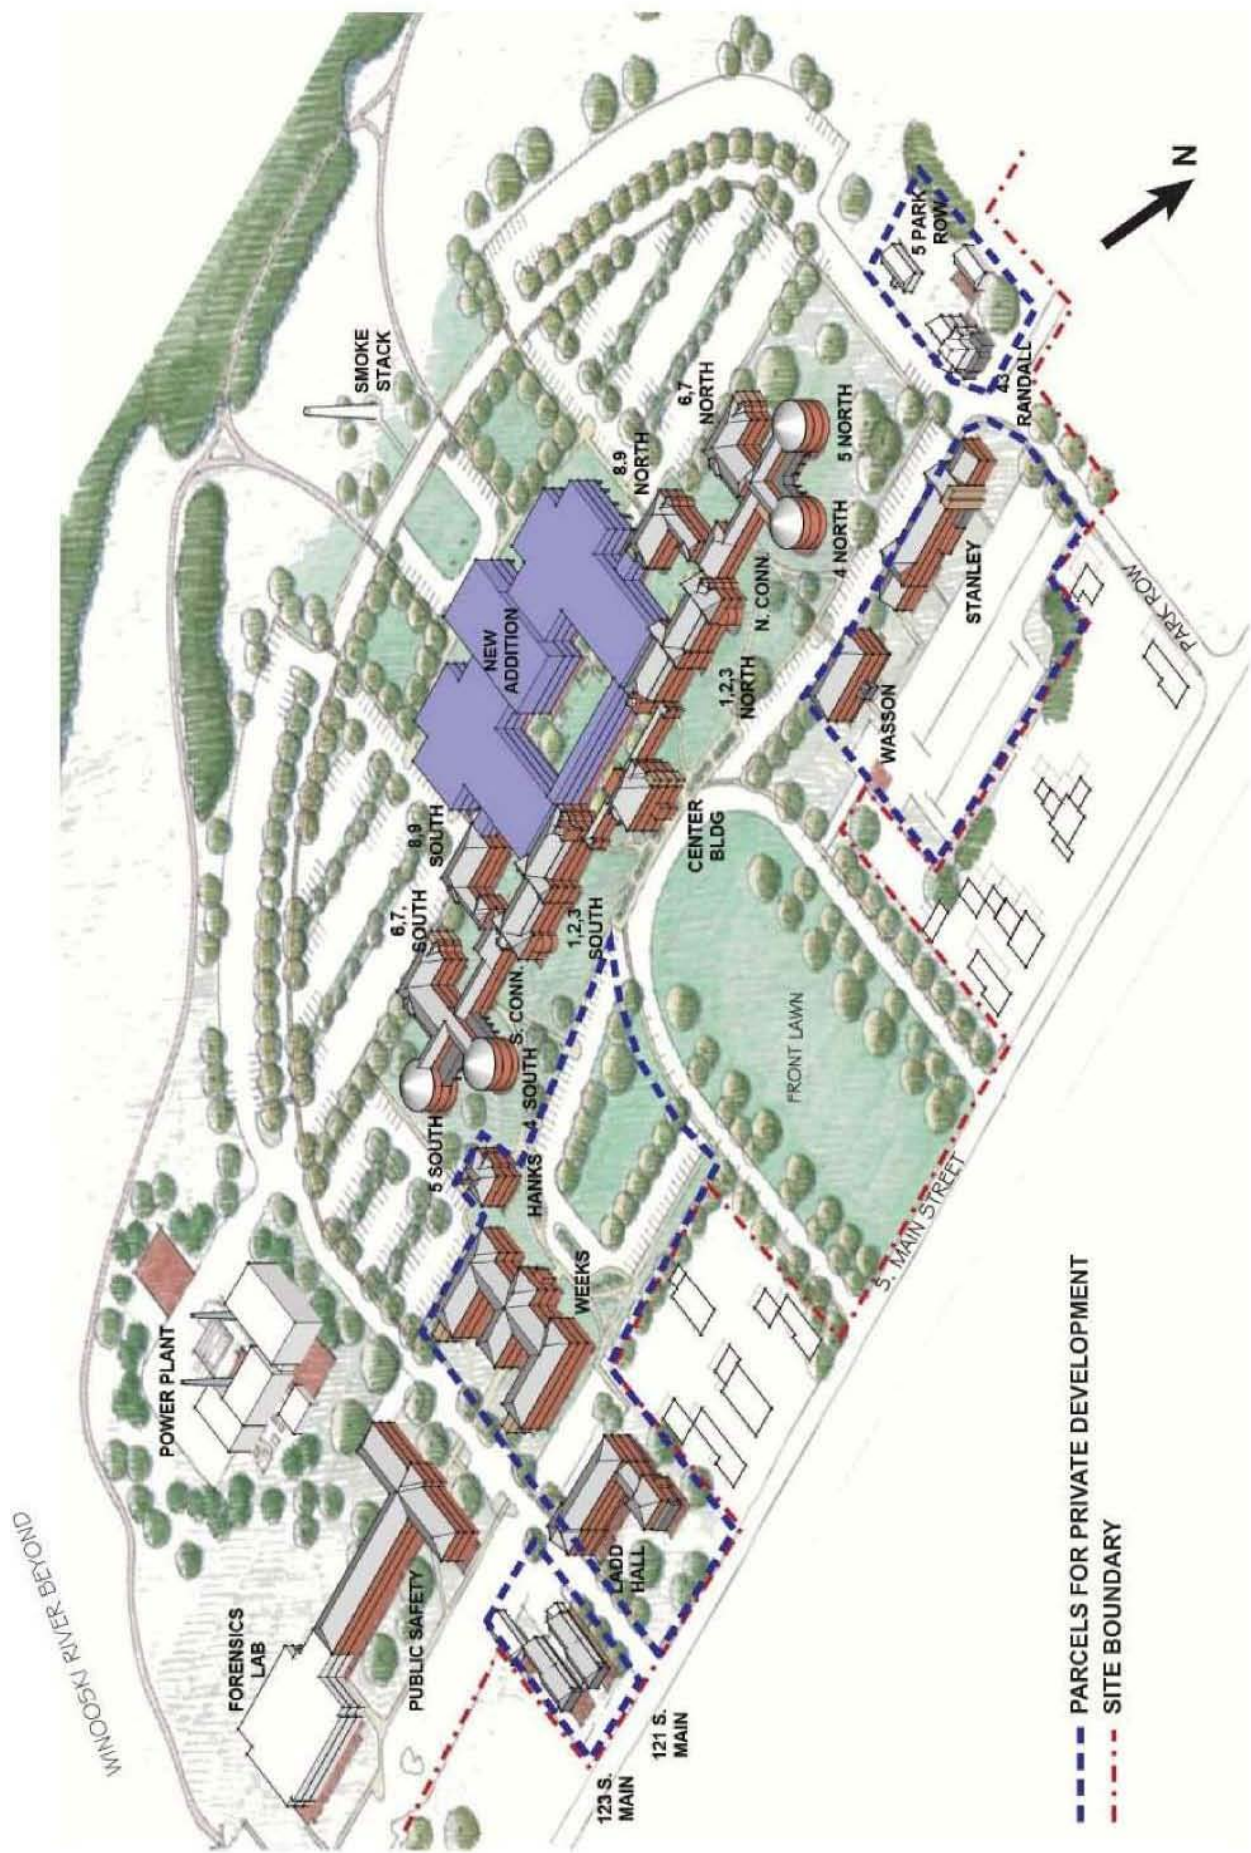 WINOOSKI RIVER BEYOND
FORENSICS
LAB
PUBLIC SAFETY
POWER PLANT
123 S.
MAIN
121 S.
MAIN
LADD
HALL
WEEKS
HANKS
5 SOUTH
4 SOUTH
S. CONN.
6,7,
SOUTH
8,9
SOUTH
1,2,3
SOUTH
NEW
ADDITION
CENTER
BLDG
1,2,3
NORTH
N. CONN.
8.9
NORTH
6,7
NORTH
4 NORTH
5 NORTH
SMOKE
STACK
FRONT LAWN
S. MAIN STREET
WASSON
STANLEY
PARK ROW
43
RANDALL
5 PARK
ROW
N
PARCELS FOR PRIVATE DEVELOPMENT
SITE BOUNDARY